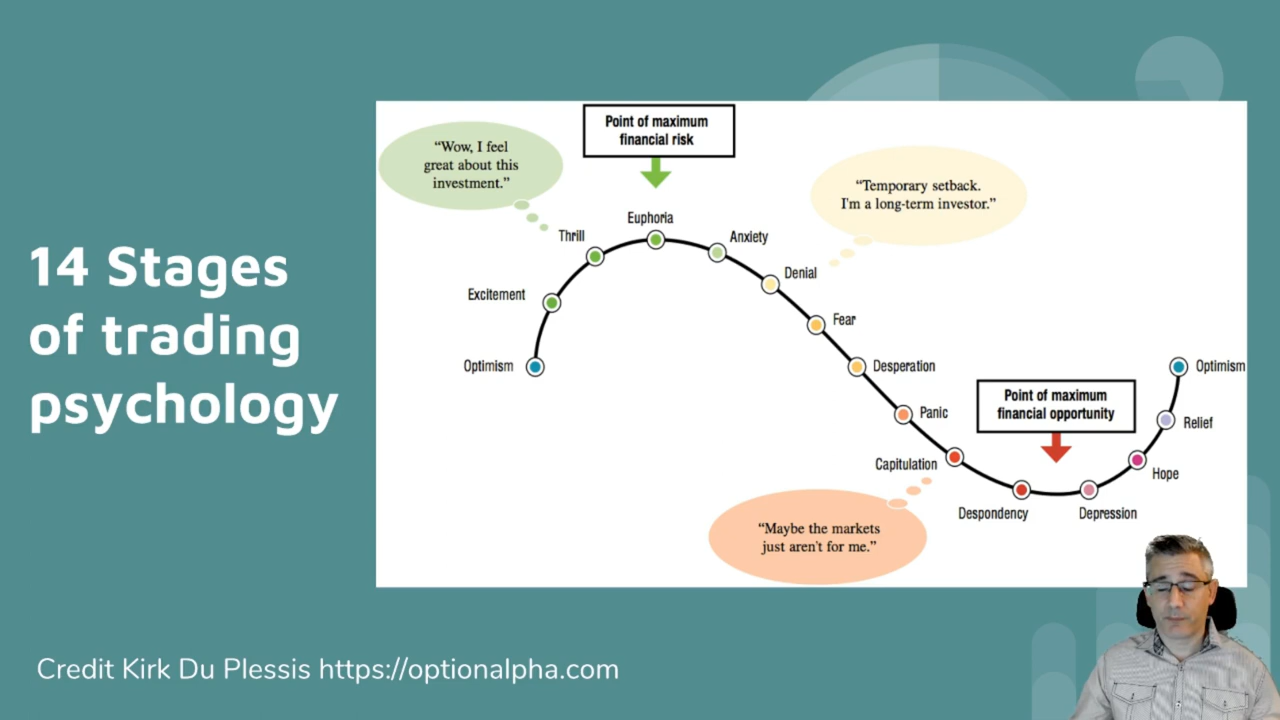 14 Stages
of trading
psychology
Point of maximum
financial risk
“Wow, I feel
great about this
investment.”
“Temporary setback.
I'm a long-term investor.”
Euphoria
Thrill
Anxiety
Denial
Excitement
Fear
Optimism
Desperation
Optimism
Point of maximum
financial opportunity
Panic
Relief
Capitulation
Hope
Despondency
Depression
“Maybe the markets
just aren't for me.”
Credit Kirk Du Plessis https://optionalpha.com